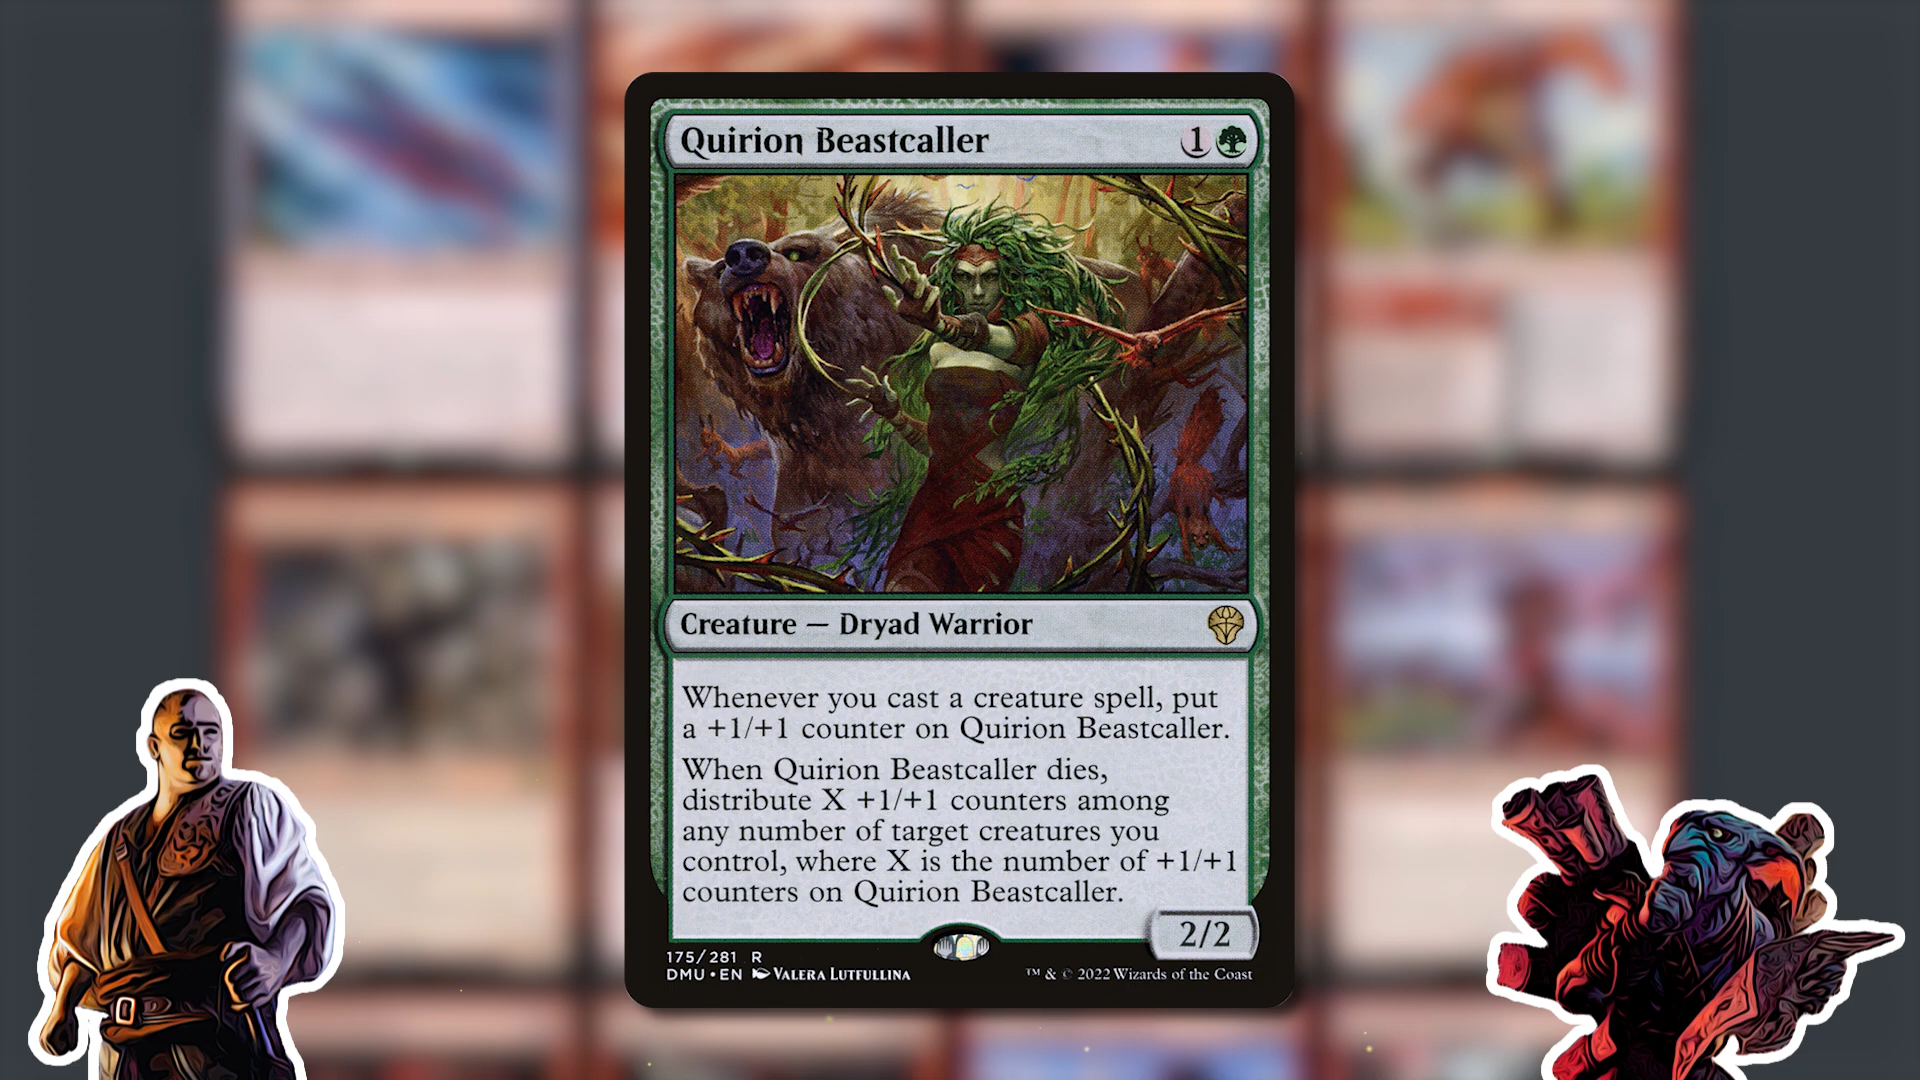 Quirion Beastcaller 1
Creature — Dryad Warrior
Whenever you cast a creature spell, put
a +1/+1 counter on Quirion Beastcaller.
When Quirion Beastcaller dies,
distribute X +1/+1 counters among
any number of target creatures you
control, where X is the number of +1/+1
counters on Quirion Beastcaller.
2/2
175/281 R
DMU • EN Valera Lutfullina
™ & © 2022 Wizards of the Coast